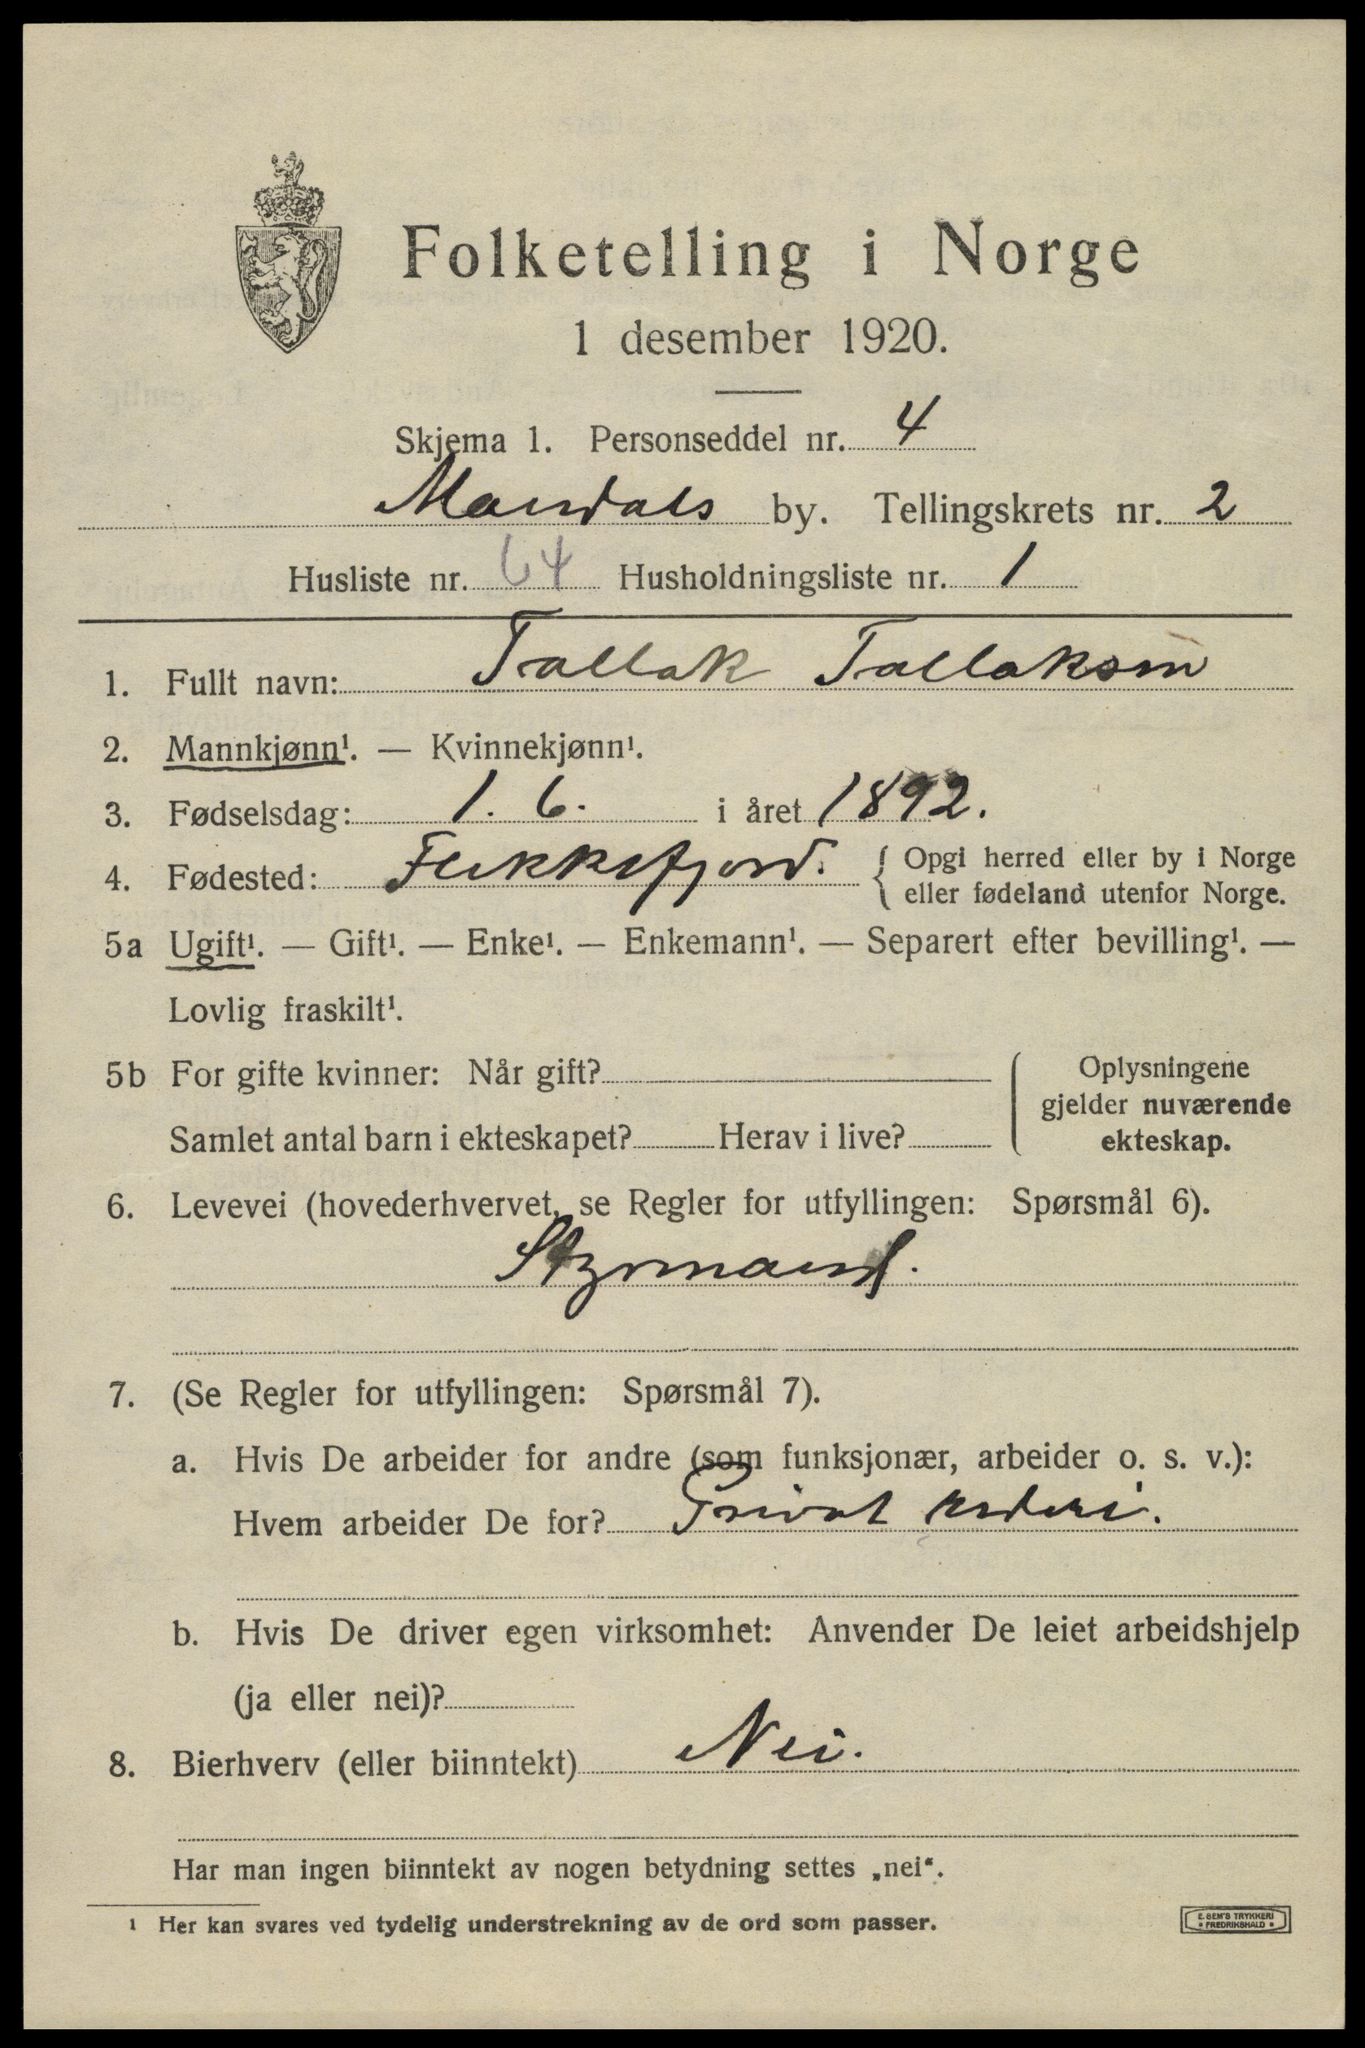 Folketelling i Norge
1 desember 1920.
Skjema 1. Personseddel nr. 4
Mandals by. Tellingskrets nr. 2
Husliste nr. 64 Husholdningsliste nr. 1
1. Fullt navn: Tallak Tallaksen
2. Mannkjønn¹. — Kvinnekjønn¹.
3. Fødselsdag: 1. 6. i året 1892.
4. Fødested: Flekkefjord. { Opgi herred eller by i Norge
eller fødeland utenfor Norge.
5a Ugift¹. — Gift¹. — Enke¹. — Enkemann¹. — Separert efter bevilling¹. —
Lovlig fraskilt¹.
5b For gifte kvinner: Når gift?
Samlet antal barn i ekteskapet? Herav i live?
Oplysningene
gjelder nuværende
ekteskap.
6. Levevei (hovederhvervet, se Regler for utfyllingen: Spørsmål 6).
Styrmand.
7. (Se Regler for utfyllingen: Spørsmål 7).
a. Hvis De arbeider for andre (som funksjonær, arbeider o. s. v.):
Hvem arbeider De for? Privat rederi.
b. Hvis De driver egen virksomhet: Anvender De leiet arbeidshjelp
(ja eller nei)?
8. Bierhverv (eller biinntekt) Nei.
Har man ingen biinntekt av nogen betydning settes „nei“.
¹ Her kan svares ved tydelig understrekning av de ord som passer.
E. SEM'S TRYKKERI
• FREDRIKSHALD •